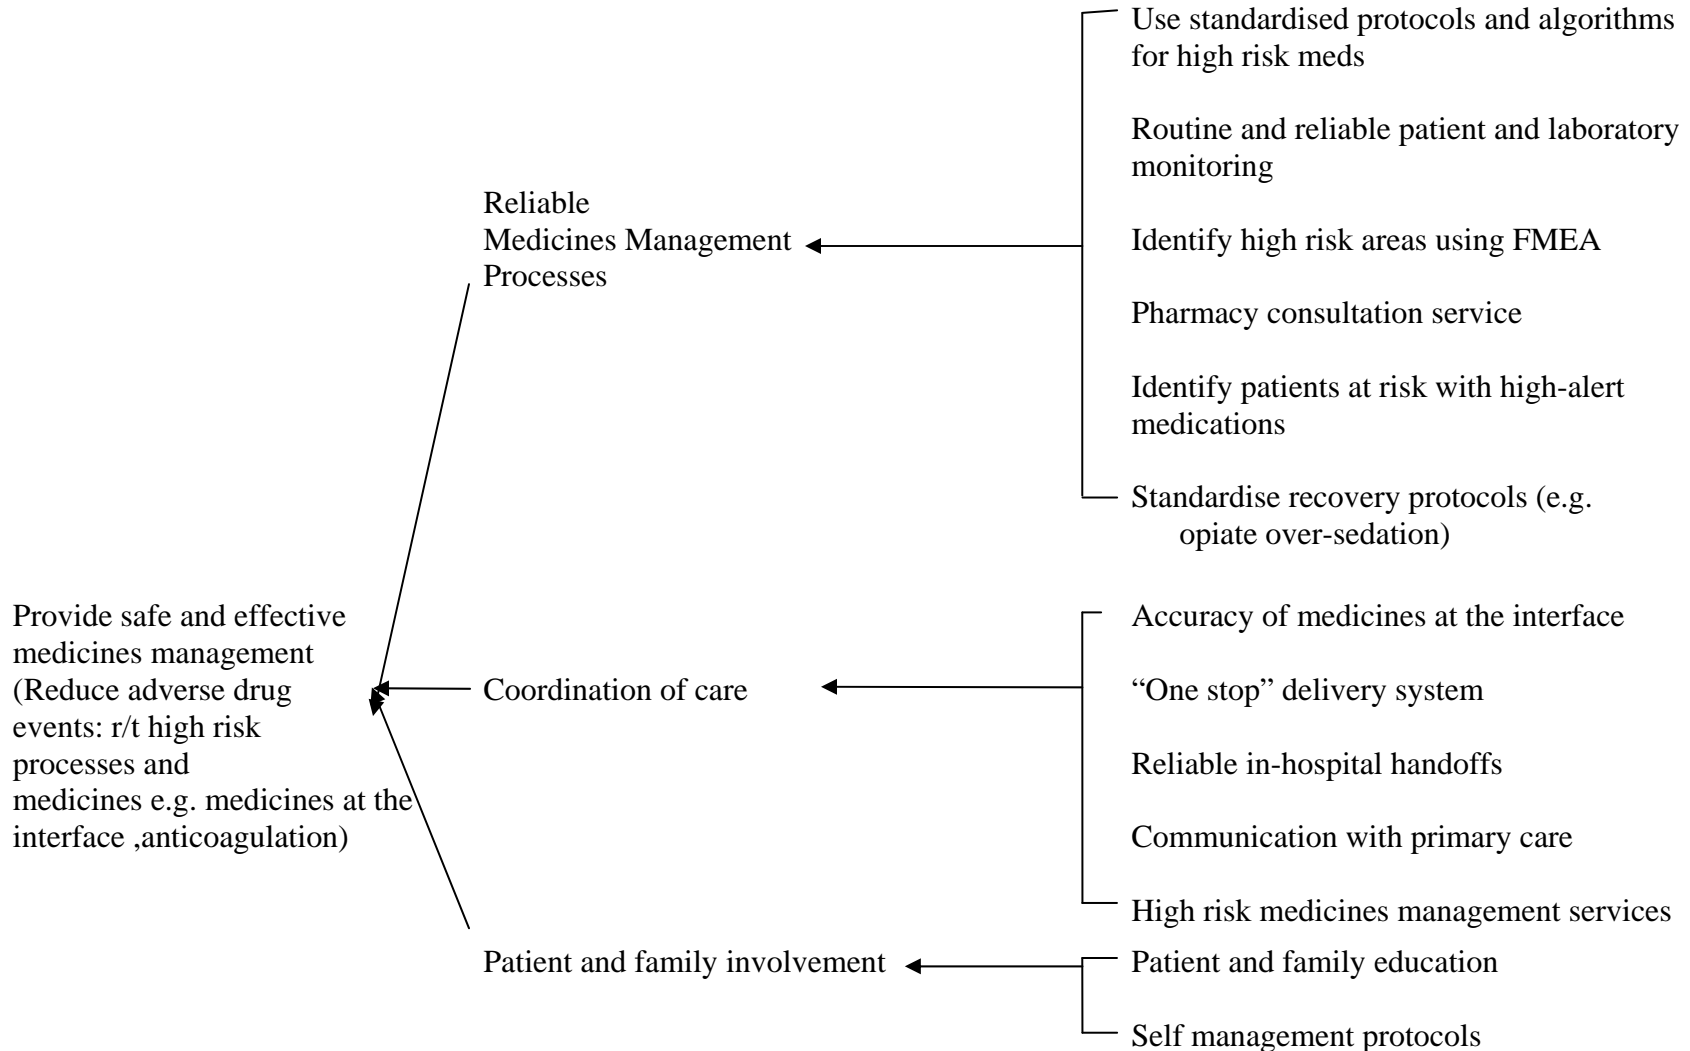 Use standardised protocols and algorithms
for high risk meds
Routine and reliable patient and laboratory
monitoring
Reliable
Medicines Management
Processes
Identify high risk areas using FMEA
Pharmacy consultation service
Identify patients at risk with high-alert
medications
Standardise recovery protocols (e.g.
opiate over-sedation)
Provide safe and effective
medicines management
(Reduce adverse drug
events: r/t high risk
processes and
medicines e.g. medicines at the
interface ,anticoagulation)
Coordination of care
Accuracy of medicines at the interface
“One stop” delivery system
Reliable in-hospital handoffs
Communication with primary care
High risk medicines management services
Patient and family involvement
Patient and family education
Self management protocols